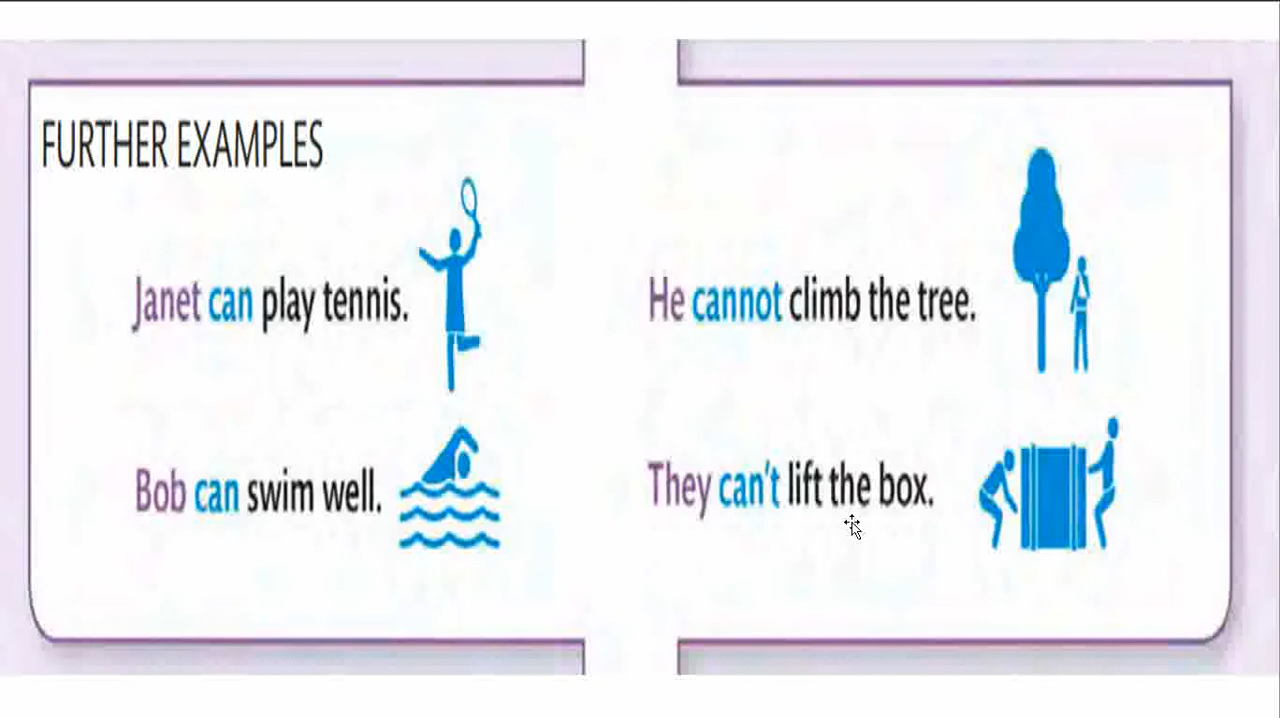 FURTHER EXAMPLES
Janet can play tennis.
He cannot climb the tree.
Bob can swim well.
They can't lift the box.